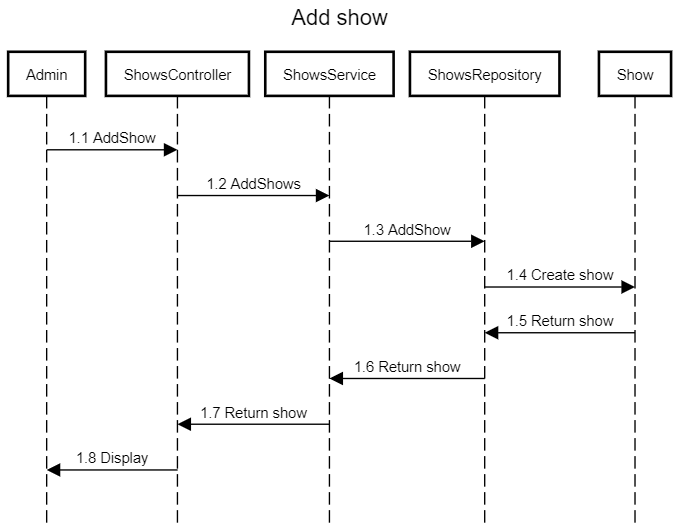 Add show
Admin
ShowsController
ShowsService
ShowsRepository
Show
1.1 AddShow
1.2 AddShows
1.3 AddShow
1.4 Create show
1.5 Return show
1.6 Return show
1.7 Return show
1.8 Display